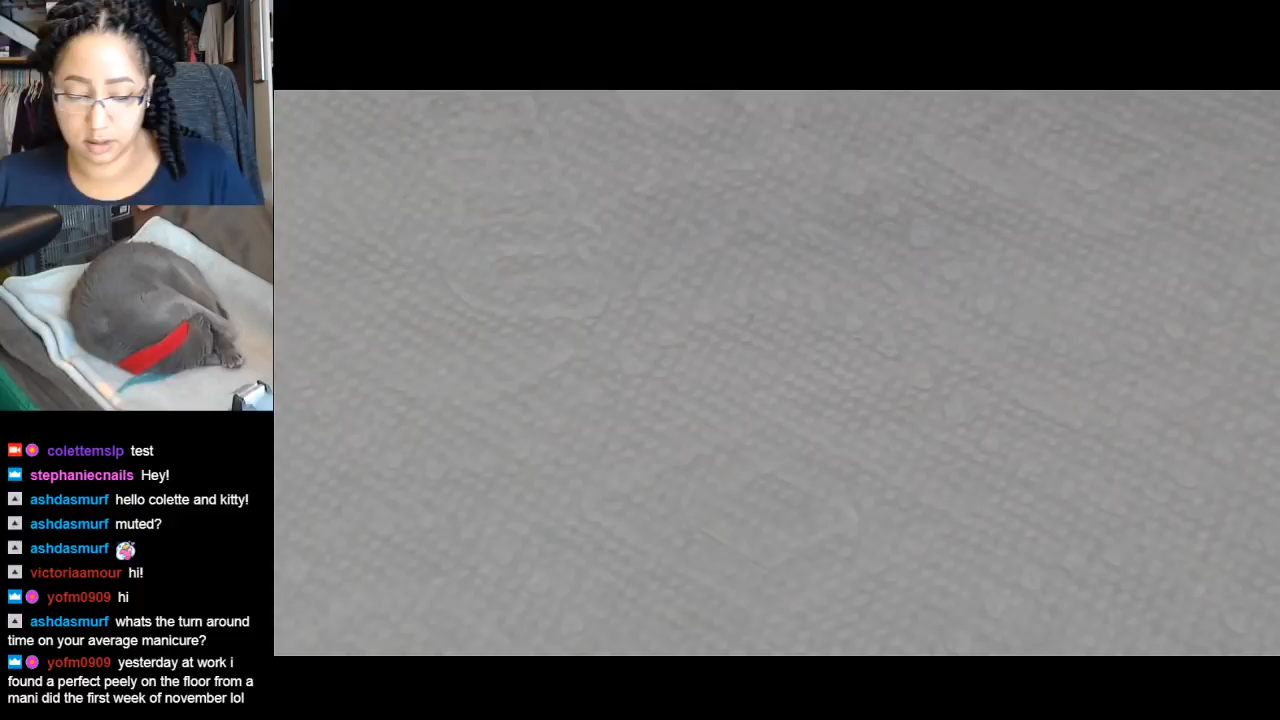 colettemslp test
stephaniecnails Hey!
ashdasmurf hello colette and kitty!
ashdasmurf muted?
ashdasmurf
victoriaamour hi!
yofm0909 hi
ashdasmurf whats the turn around
time on your average manicure?
yofm0909 yesterday at work i
found a perfect peely on the floor from a
mani did the first week of november lol